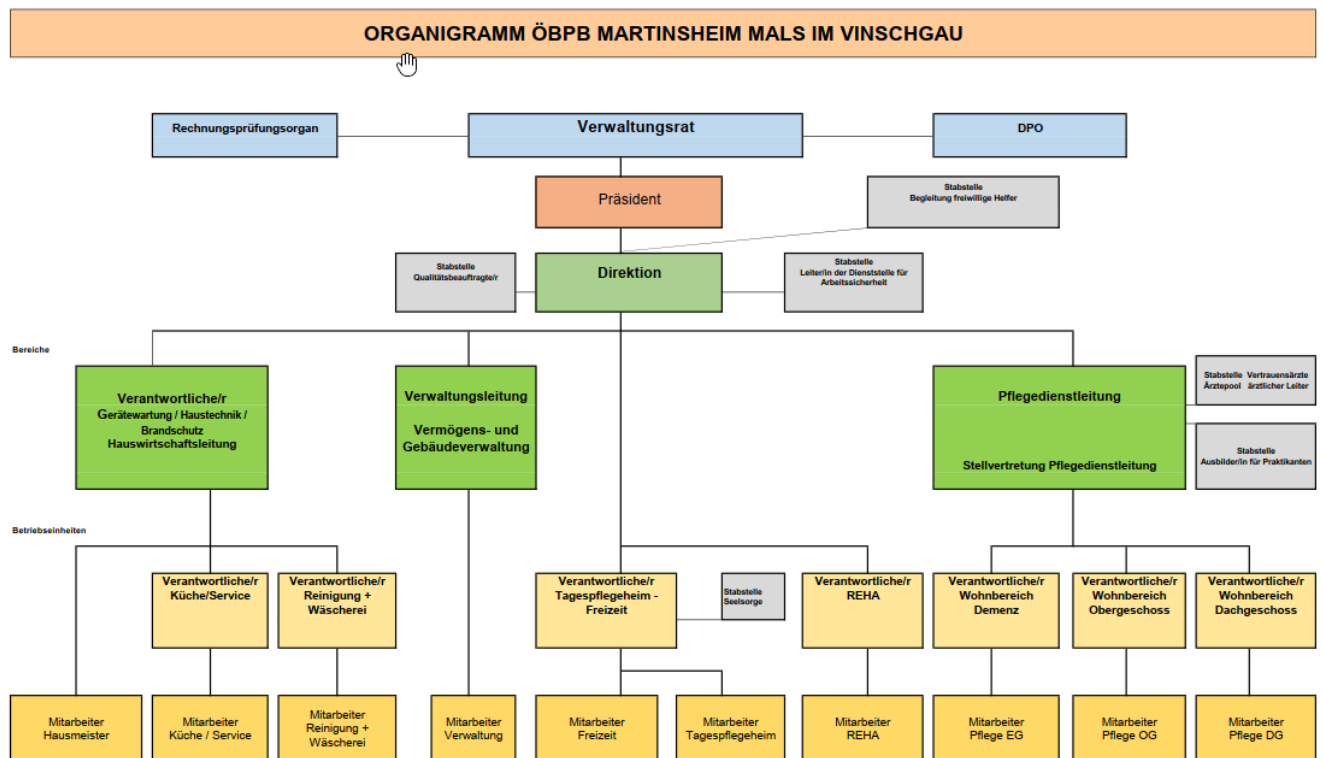 ORGANIGRAMM ÖBPB MARTINSHEIM MALS IM VINSCHGAU
Rechnungsprüfungsorgan
Verwaltungsrat
DPO
Präsident
Stabstelle
Begleitung freiwillige Helfer
Stabstelle
Qualitätsbeauftragte/r
Direktion
Stabstelle
Leiter/in der Dienststelle für
Arbeitssicherheit
Bereiche
Verantwortliche/r
Gerätewartung / Haustechnik /
Brandschutz
Hauswirtschaftsleitung
Verwaltungsleitung
Vermögens- und
Gebäudeverwaltung
Pflegedienstleitung
Stellvertretung Pflegedienstleitung
Stabstelle Vertrauensärzte
Ärztepool ärztlicher Leiter
Stabstelle
Ausbilder/in für Praktikanten
Betriebseinheiten
Verantwortliche/r
Küche/Service
Verantwortliche/r
Reinigung +
Wäscherei
Verantwortliche/r
Tagespflegeheim -
Freizeit
Stabstelle
Seelsorge
Verantwortliche/r
REHA
Verantwortliche/r
Wohnbereich
Demenz
Verantwortliche/r
Wohnbereich
Obergeschoss
Verantwortliche/r
Wohnbereich
Dachgeschoss
Mitarbeiter
Hausmeister
Mitarbeiter
Küche / Service
Mitarbeiter
Reinigung +
Wäscherei
Mitarbeiter
Verwaltung
Mitarbeiter
Freizeit
Mitarbeiter
Tagespflegeheim
Mitarbeiter
REHA
Mitarbeiter
Pflege EG
Mitarbeiter
Pflege OG
Mitarbeiter
Pflege DG